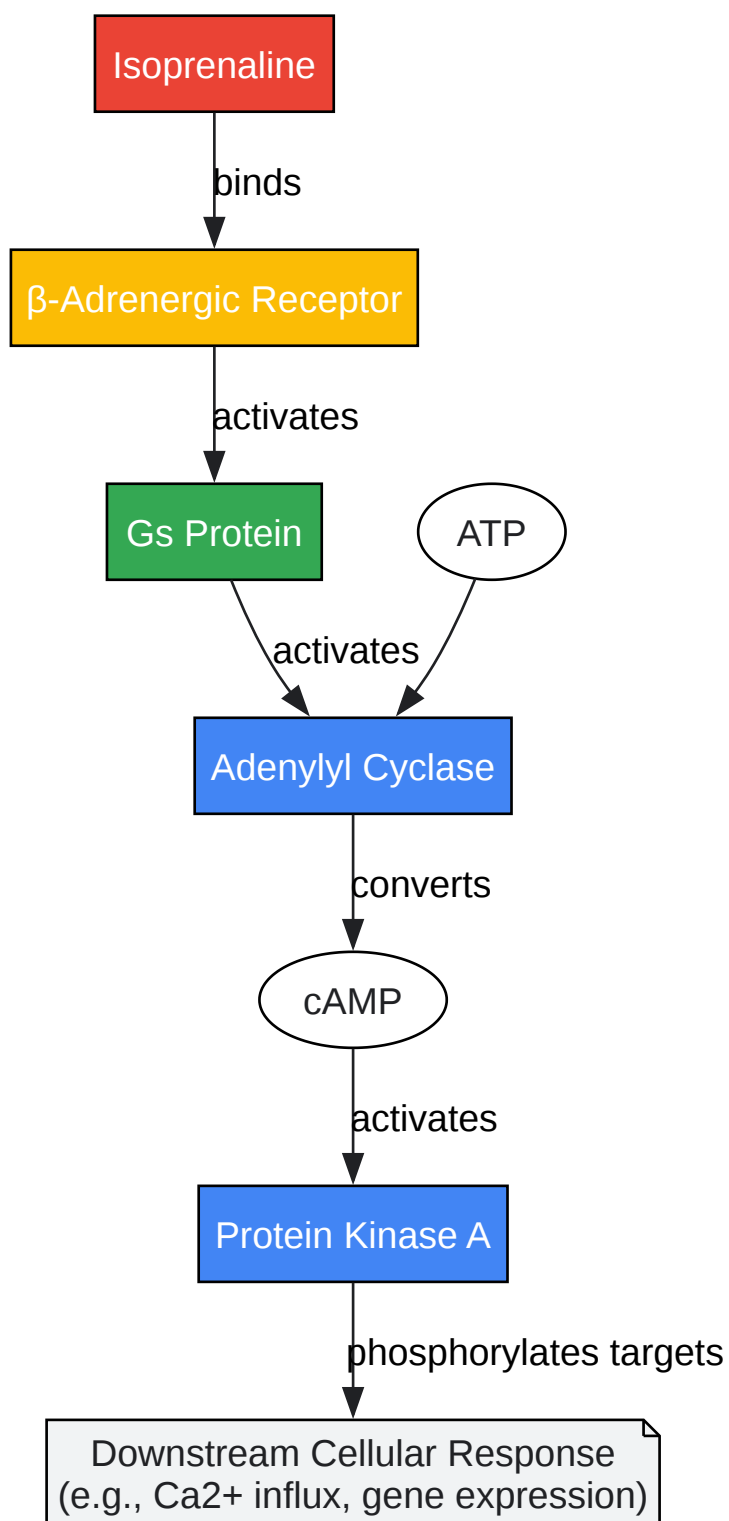 Isoprenaline
binds
β-Adrenergic Receptor
activates
Gs Protein
ATP
activates
Adenylyl Cyclase
converts
cAMP
activates
Protein Kinase A
phosphorylates targets
Downstream Cellular Response
(e.g., Ca2+ influx, gene expression)